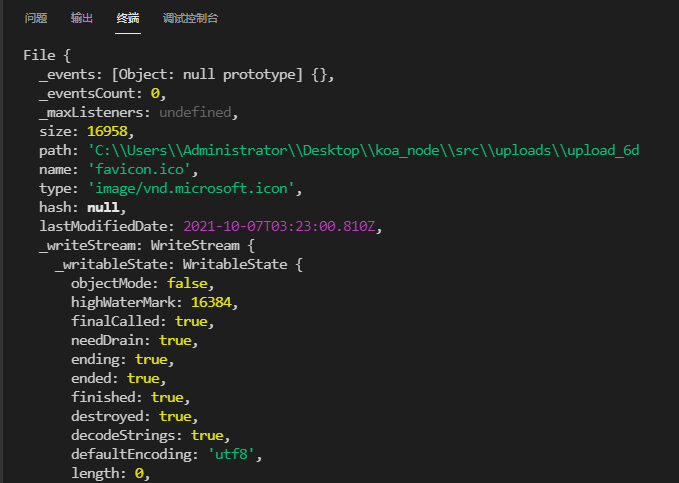 问题 输出 终端 调试控制台
File {
  _events: [Object: null prototype] {},
  _eventsCount: 0,
  _maxListeners: undefined,
  size: 16958,
  path: 'C:\\Users\\Administrator\\Desktop\\koa_node\\src\\uploads\\upload_6d
  name: 'favicon.ico',
  type: 'image/vnd.microsoft.icon',
  hash: null,
  lastModifiedDate: 2021-10-07T03:23:00.810Z,
  _writeStream: WriteStream {
    _writableState: WritableState {
      objectMode: false,
      highWaterMark: 16384,
      finalCalled: true,
      needDrain: true,
      ending: true,
      ended: true,
      finished: true,
      destroyed: true,
      decodeStrings: true,
      defaultEncoding: 'utf8',
      length: 0,